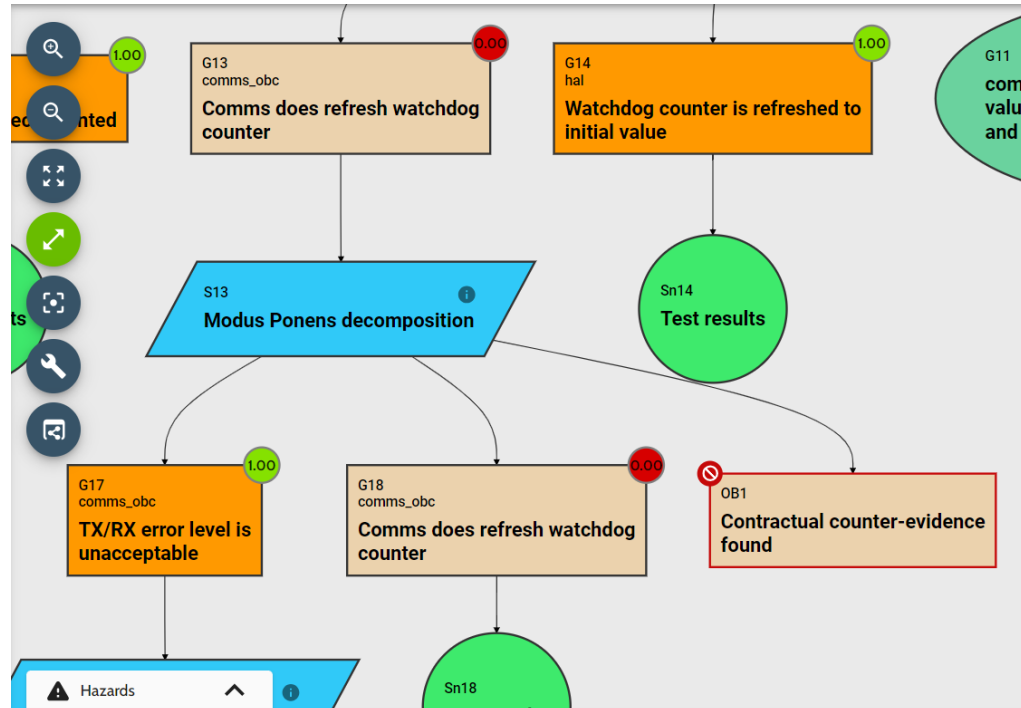 1.00
G13
comms_obc
Comms does refresh watchdog
counter
0.00
G14
hal
Watchdog counter is refreshed to
initial value
1.00
G11
S13
Modus Ponens decomposition
Sn14
Test results
G17
comms_obc
TX/RX error level is
unacceptable
1.00
G18
comms_obc
Comms does refresh watchdog
counter
0.00
OB1
Contractual counter-evidence
found
Hazards
Sn18